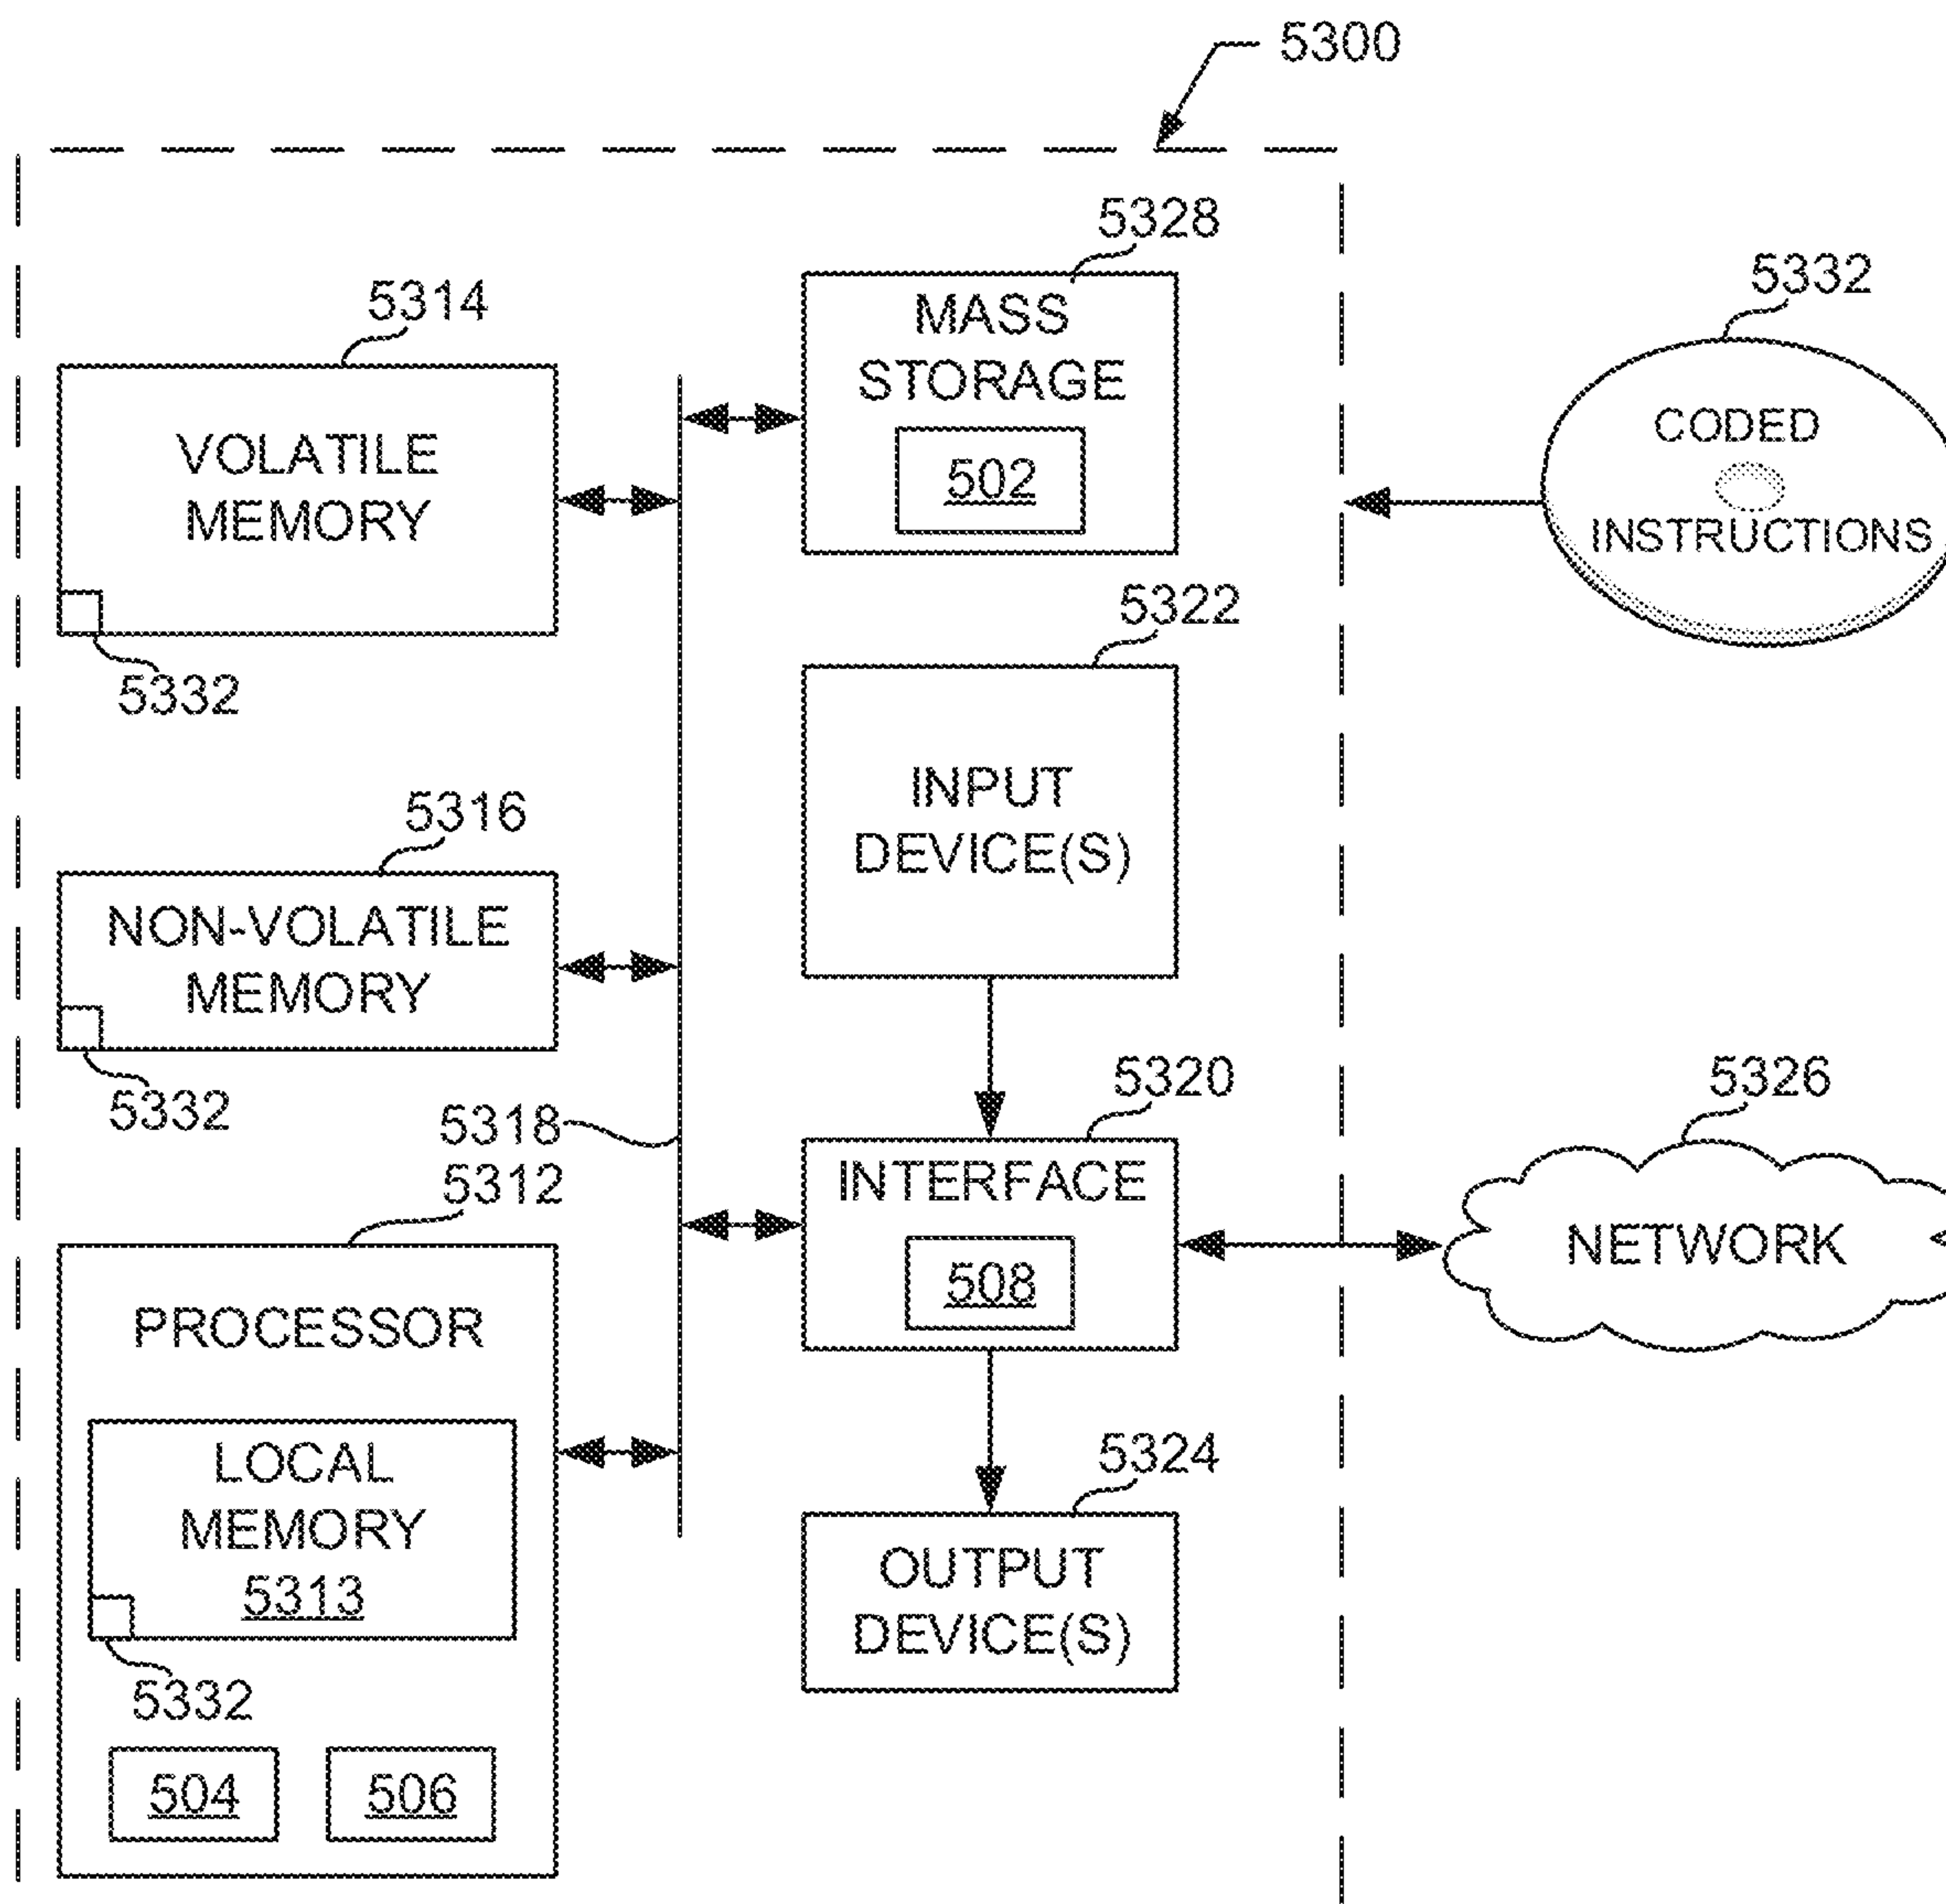 5300
5328
5314
5332
MASS
STORAGE
502
VOLATILE
MEMORY
CODED
INSTRUCTIONS
5332
5322
INPUT
DEVICE(S)
5316
NON-VOLATILE
MEMORY
5332
5318
5312
5320
5326
INTERFACE
508
NETWORK
PROCESSOR
LOCAL
MEMORY
5313
5332
504
506
5324
OUTPUT
DEVICE(S)